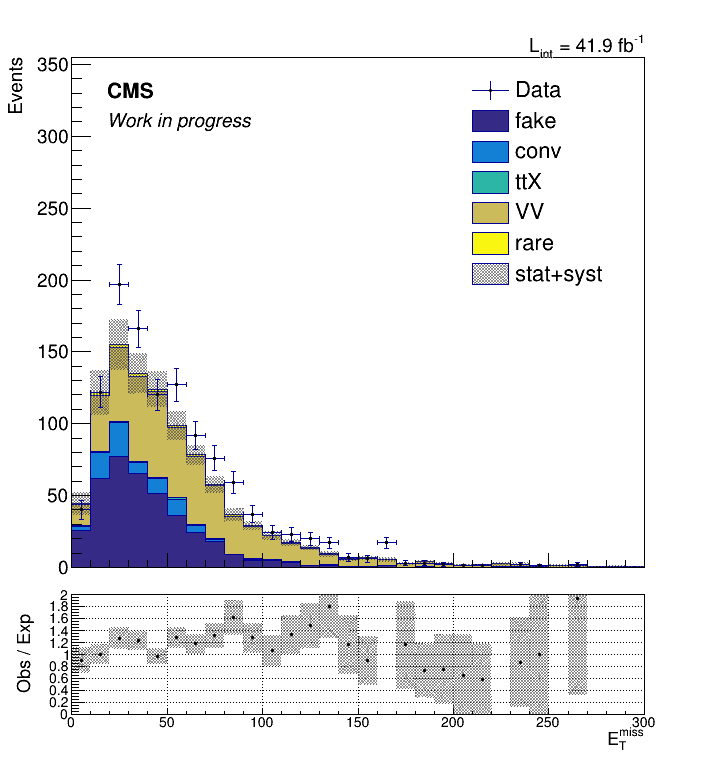 L_int = 41.9 fb^-1
Events
350
300
250
200
150
100
50
0
CMS
Work in progress
Data
fake
conv
ttX
VV
rare
stat+syst
Obs / Exp
2
1.8
1.6
1.4
1.2
1
0.8
0.6
0.4
0.2
0
0 50 100 150 200 250 300
E_T^miss